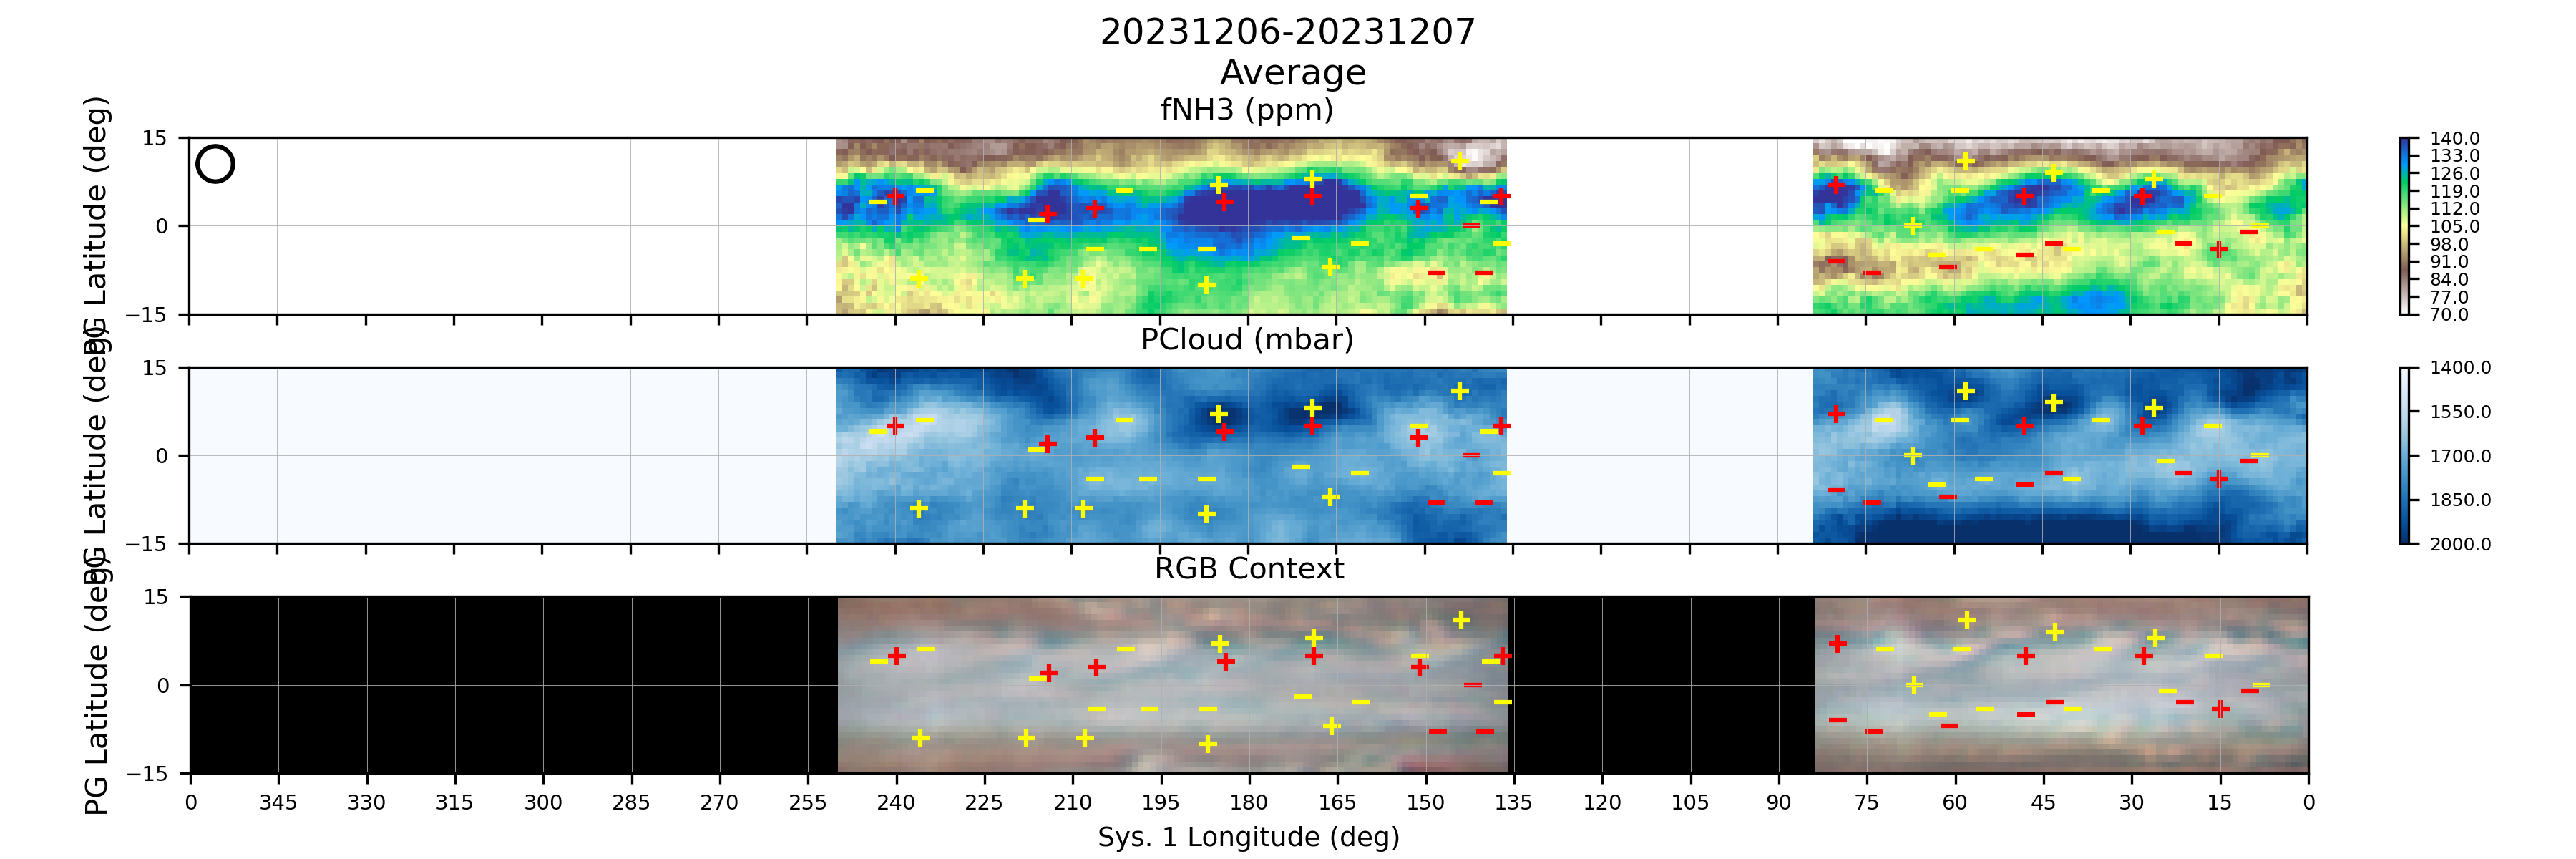 20231206-20231207
Average
fNH3 (ppm)
PG Latitude (deg)
15
0
−15
140.0
133.0
126.0
119.0
112.0
105.0
98.0
91.0
84.0
77.0
70.0
PCloud (mbar)
PG Latitude (deg)
15
0
−15
1400.0
1550.0
1700.0
1850.0
2000.0
RGB Context
PG Latitude (deg)
15
0
−15
0 345 330 315 300 285 270 255 240 225 210 195 180 165 150 135 120 105 90 75 60 45 30 15 0
Sys. 1 Longitude (deg)